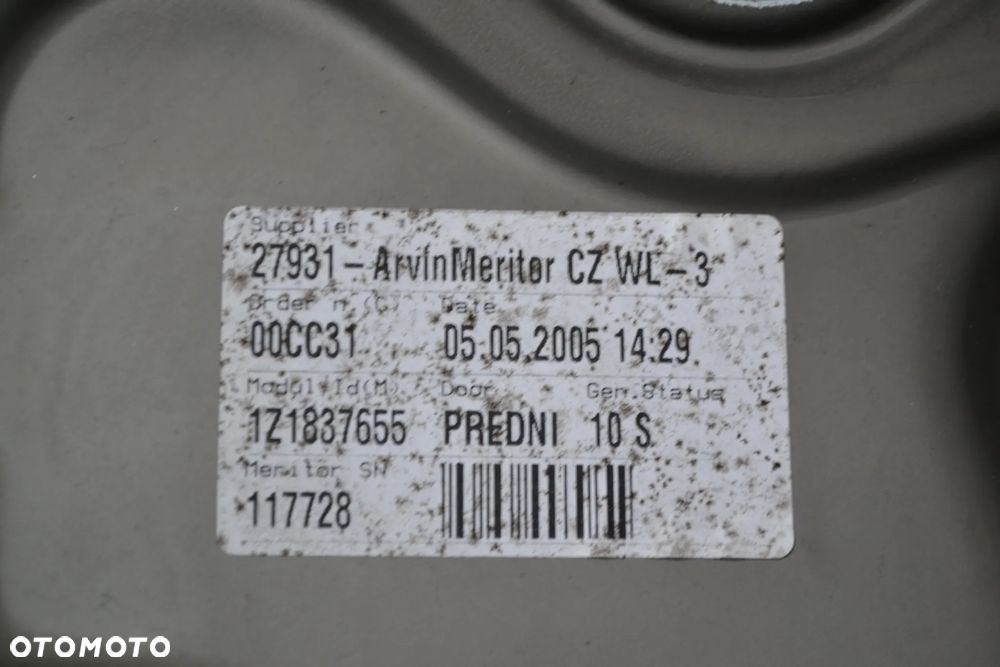 Supplier
27931 - ArvinMeritor CZ WL - 3
Order n.(C) Date
00CC31 05.05.2005 14:29
Modul Id(M) Door Gen.Status
1Z1837655 PREDNI 10 S
Meritor SN
117728
OTOMOTO